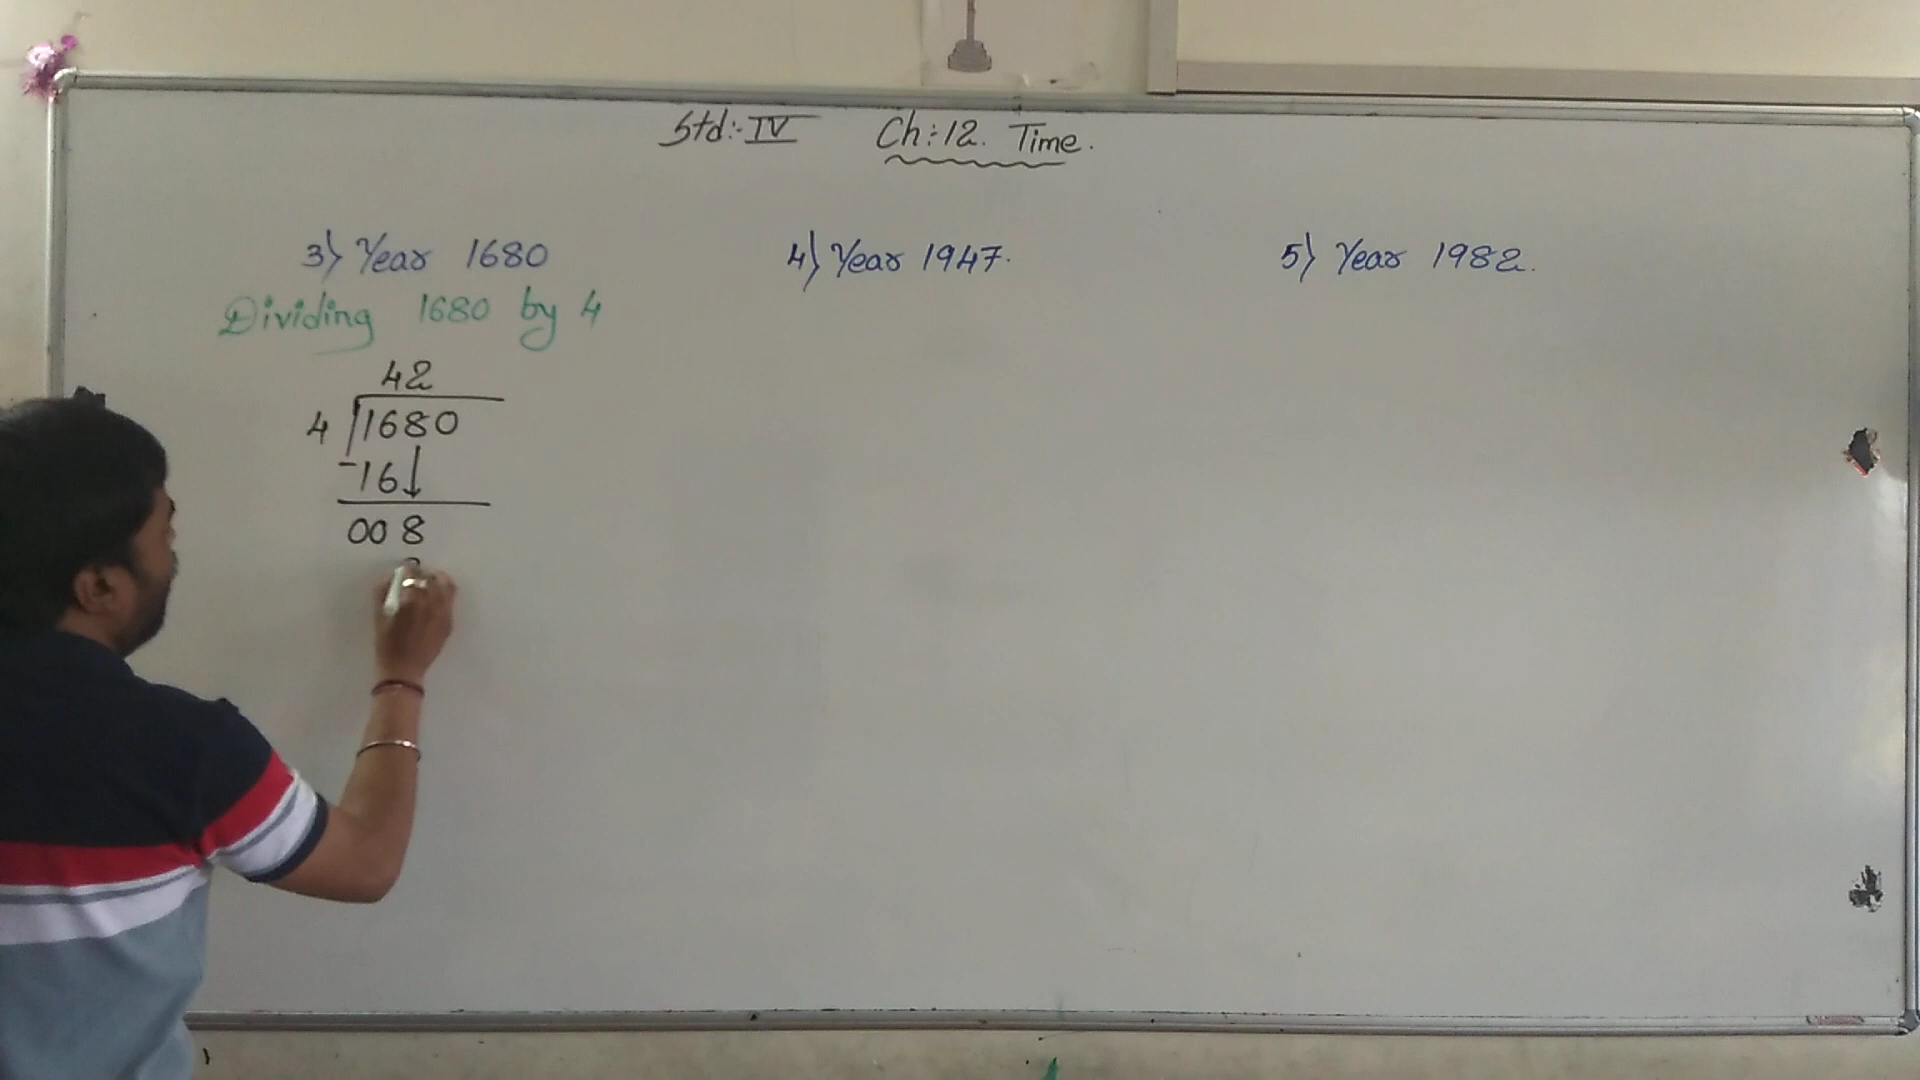 Std:- IV Ch:12. Time.
3) Year 1680
Dividing 1680 by 4
42
4 1680
-16↓
008
4) Year 1947.
5) Year 1982.